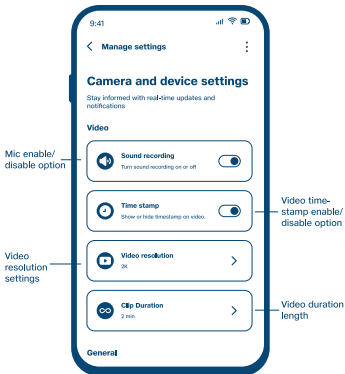 9:41
Manage settings
Camera and device settings
Stay informed with real-time updates and
notifications
Video
Mic enable/
disable option
Sound recording
Turn sound recording on or off
Time stamp
Show or hide timestamp on video.
Video time-
stamp enable/
disable option
Video
resolution
settings
Video resolution
2K
Clip Duration
2 min
Video duration
length
General